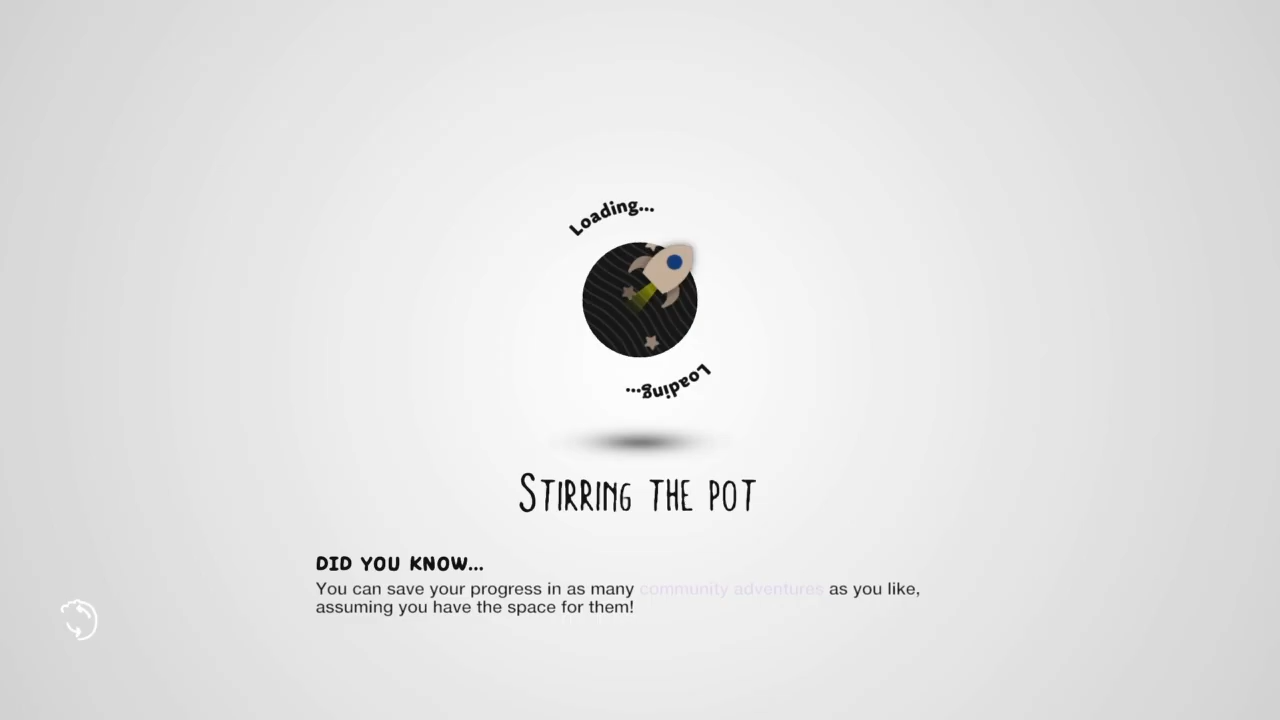 Loading...
Loading...
Stirring the pot
DID YOU KNOW...
You can save your progress in as many community adventures as you like,
assuming you have the space for them!